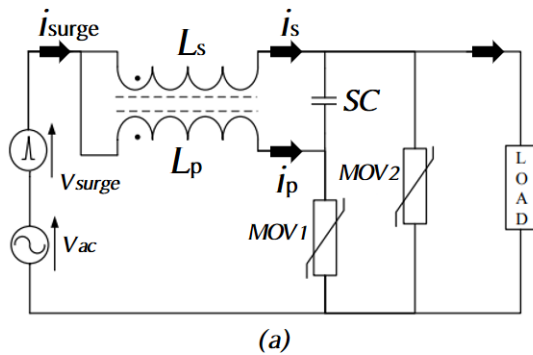 isurge
Ls
is
SC
Lp
ip
Vsurge
MOV1
MOV2
LOAD
Vac
(a)